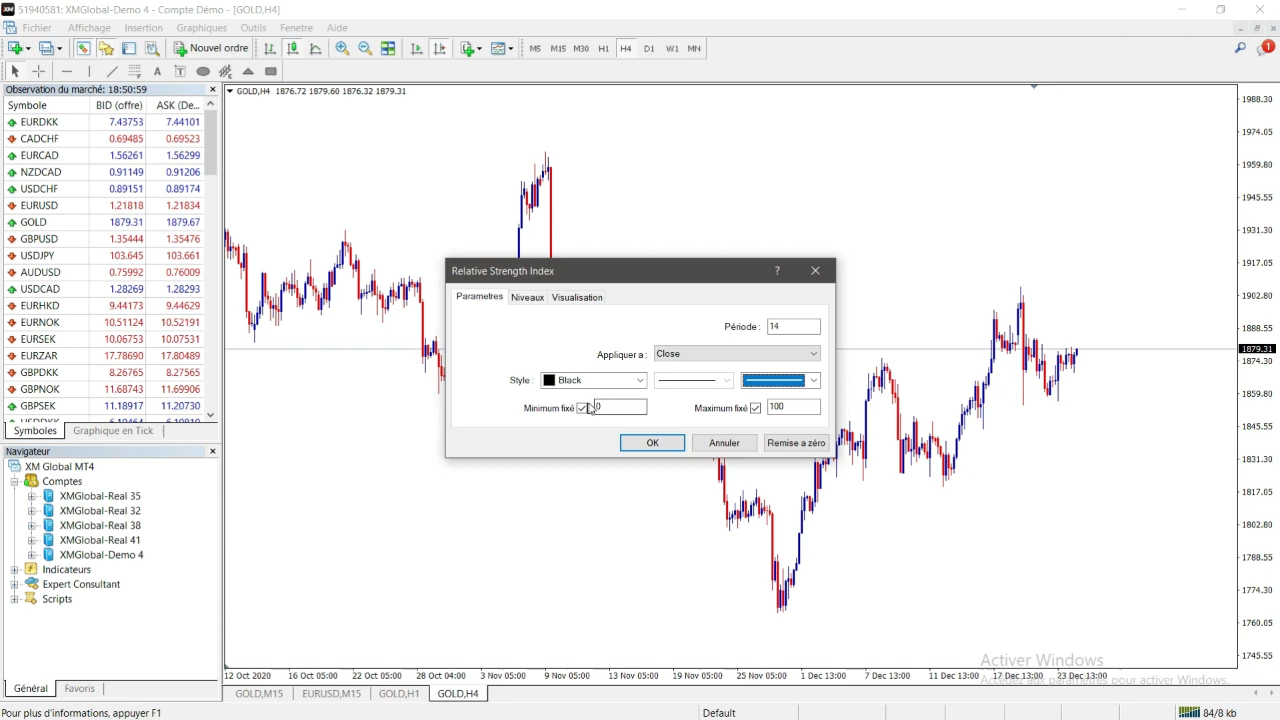 51940581: XMGlobal-Demo 4 - Compte Démo - [GOLD,H4]
Fichier Affichage Insertion Graphiques Outils Fenetre Aide
Nouvel ordre M5 M15 M30 H1 H4 D1 W1 MN 1
A T
Observation du marché: 18:50:59
Symbole BID (offre) ASK (De...
EURDKK 7.43753 7.44101
CADCHF 0.69485 0.69523
EURCAD 1.56261 1.56299
NZDCAD 0.91149 0.91206
USDCHF 0.89151 0.89174
EURUSD 1.21818 1.21834
GOLD 1879.31 1879.67
GBPUSD 1.35444 1.35476
USDJPY 103.645 103.661
AUDUSD 0.75992 0.76009
USDCAD 1.28269 1.28293
EURHKD 9.44173 9.44629
EURNOK 10.51124 10.52191
EURSEK 10.06753 10.07531
EURZAR 17.78690 17.80489
GBPDKK 8.26765 8.27565
GBPNOK 11.68743 11.69906
GBPSEK 11.18917 11.20730
Symboles Graphique en Tick
Navigateur
XM Global MT4
Comptes
XMGlobal-Real 35
XMGlobal-Real 32
XMGlobal-Real 38
XMGlobal-Real 41
XMGlobal-Demo 4
Indicateurs
Expert Consultant
Scripts
Général Favoris
GOLD,H4 1876.72 1879.60 1876.32 1879.31
Relative Strength Index ?
Parametres Niveaux Visualisation
Période: 14
Appliquer a: Close
Style: Black
Minimum fixé 0 Maximum fixé 100
OK Annuler Remise a zéro
1988.30
1974.05
1959.80
1945.55
1931.30
1917.05
1902.80
1888.55
1879.31
1874.30
1859.80
1845.55
1831.30
1817.05
1802.80
1788.55
1774.30
1760.05
1745.55
Activer Windows
Accédez aux paramètres pour activer Windows.
12 Oct 2020 16 Oct 05:00 22 Oct 05:00 28 Oct 04:00 3 Nov 05:00 9 Nov 05:00 13 Nov 05:00 19 Nov 05:00 25 Nov 05:00 1 Dec 13:00 7 Dec 13:00 11 Dec 13:00 17 Dec 13:00 23 Dec 13:00
GOLD,M15 EURUSD,M15 GOLD,H1 GOLD,H4
Pour plus d'informations, appuyer F1 Default 84/8 kb